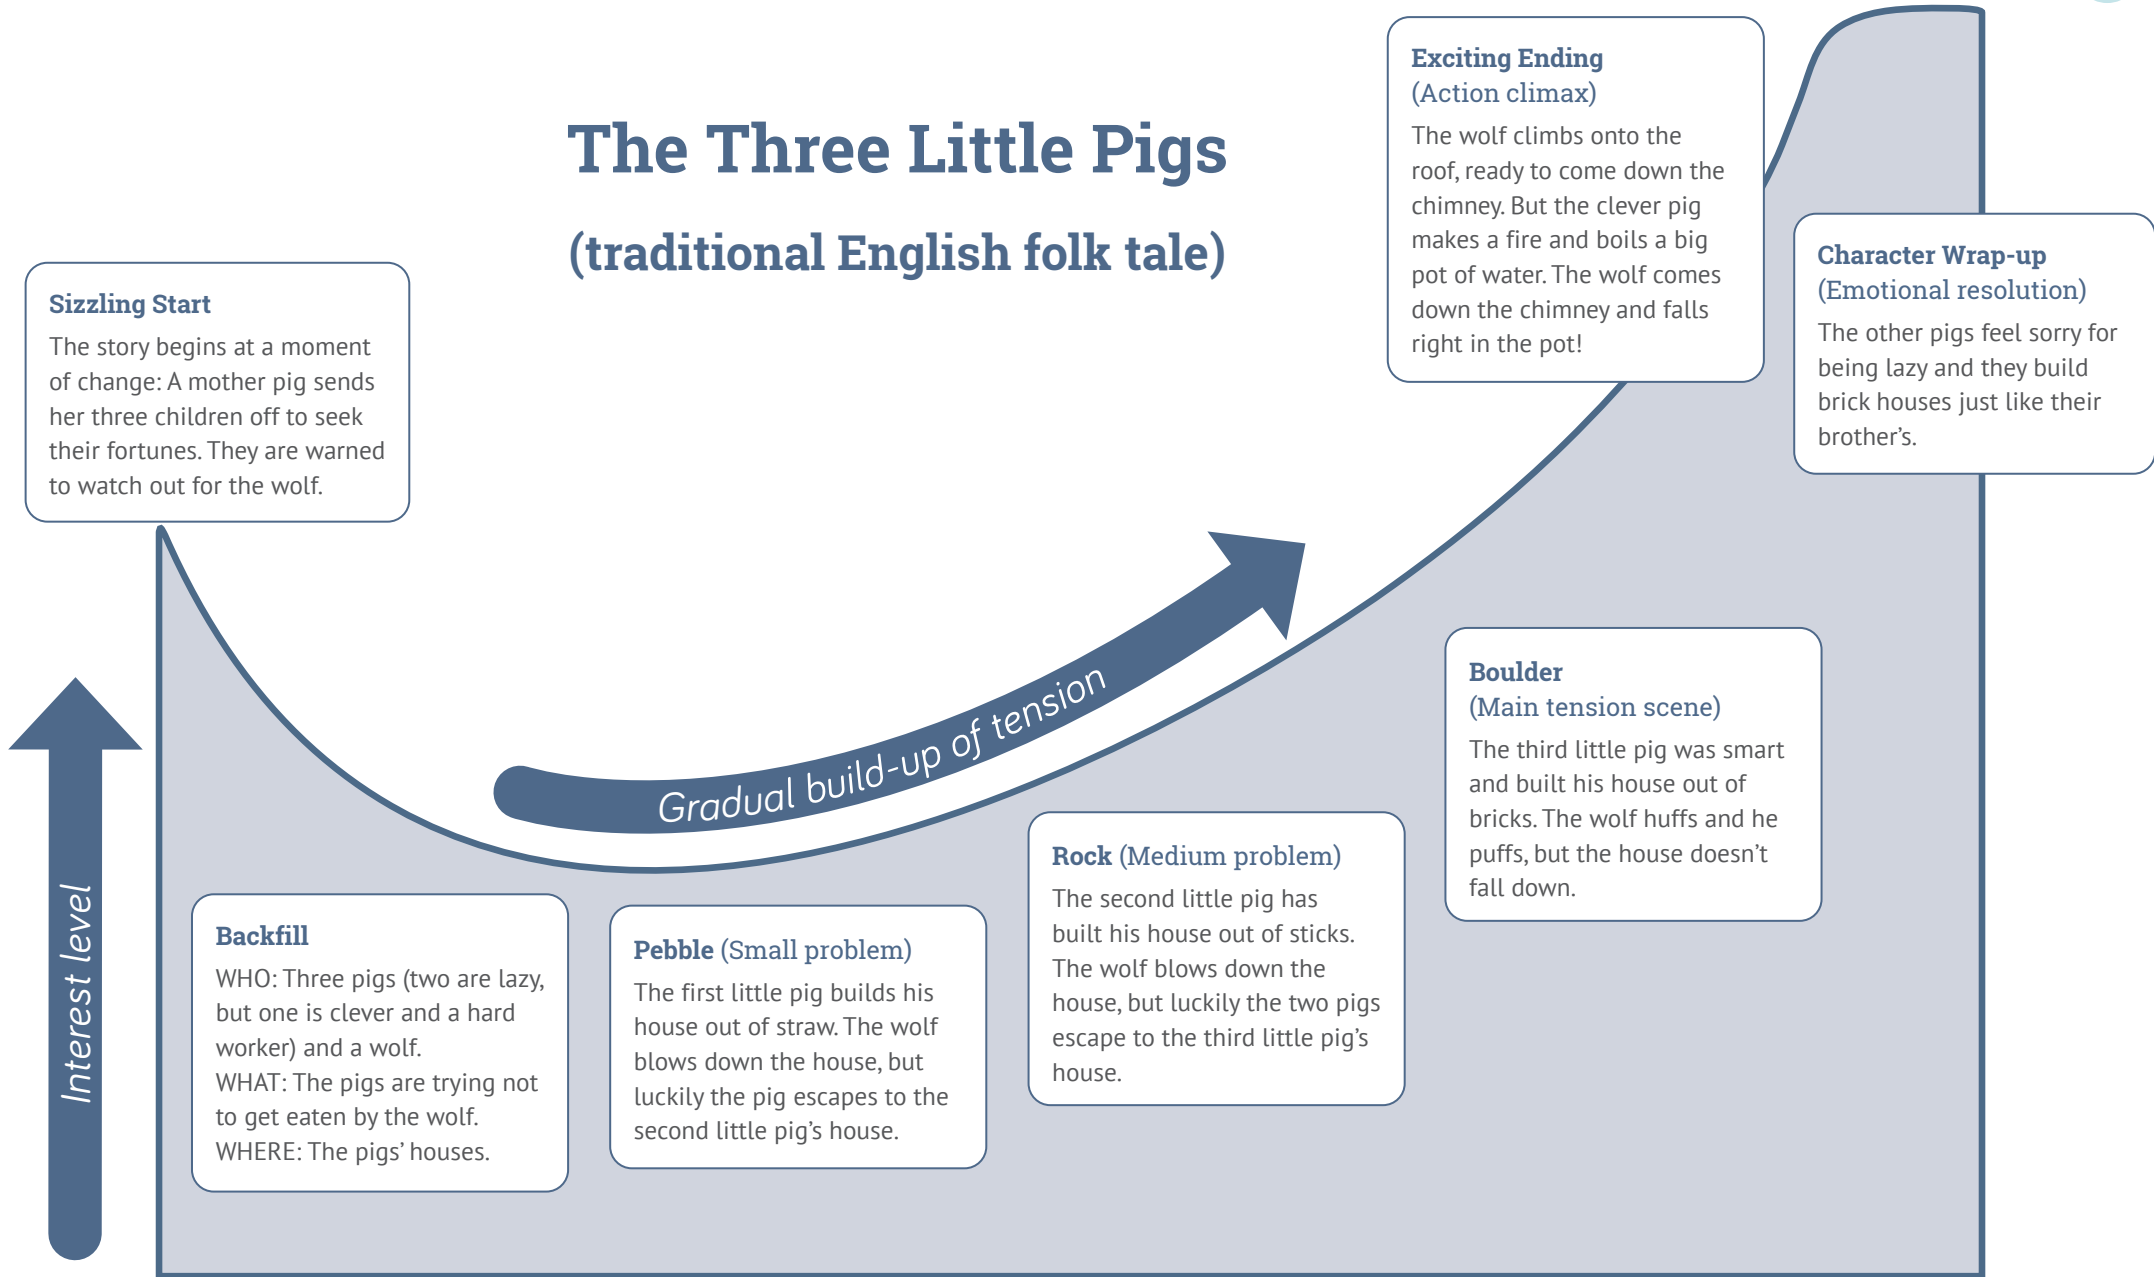 The Three Little Pigs
(traditional English folk tale)
Sizzling Start
The story begins at a moment
of change: A mother pig sends
her three children off to seek
their fortunes. They are warned
to watch out for the wolf.
Backfill
WHO: Three pigs (two are lazy,
but one is clever and a hard
worker) and a wolf.
WHAT: The pigs are trying not
to get eaten by the wolf.
WHERE: The pigs’ houses.
Pebble (Small problem)
The first little pig builds his
house out of straw. The wolf
blows down the house, but
luckily the pig escapes to the
second little pig’s house.
Rock (Medium problem)
The second little pig has
built his house out of sticks.
The wolf blows down the
house, but luckily the two pigs
escape to the third little pig’s
house.
Boulder
(Main tension scene)
The third little pig was smart
and built his house out of
bricks. The wolf huffs and he
puffs, but the house doesn’t
fall down.
Exciting Ending
(Action climax)
The wolf climbs onto the
roof, ready to come down the
chimney. But the clever pig
makes a fire and boils a big
pot of water. The wolf comes
down the chimney and falls
right in the pot!
Character Wrap-up
(Emotional resolution)
The other pigs feel sorry for
being lazy and they build
brick houses just like their
brother’s.
Gradual build-up of tension
Interest level